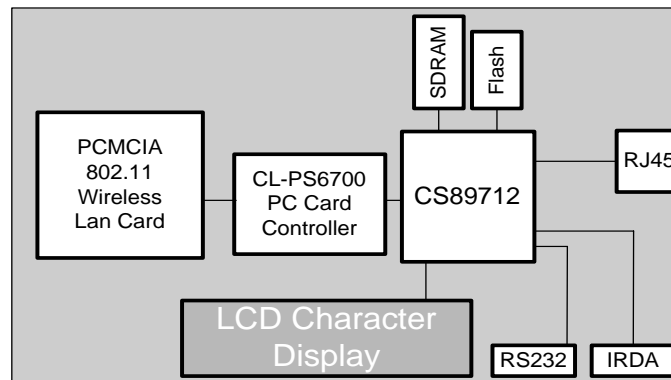 SDRAM
Flash
PCMCIA
802.11
Wireless
Lan Card
CL-PS6700
PC Card
Controller
CS89712
RJ45
LCD Character
Display
RS232
IRDA